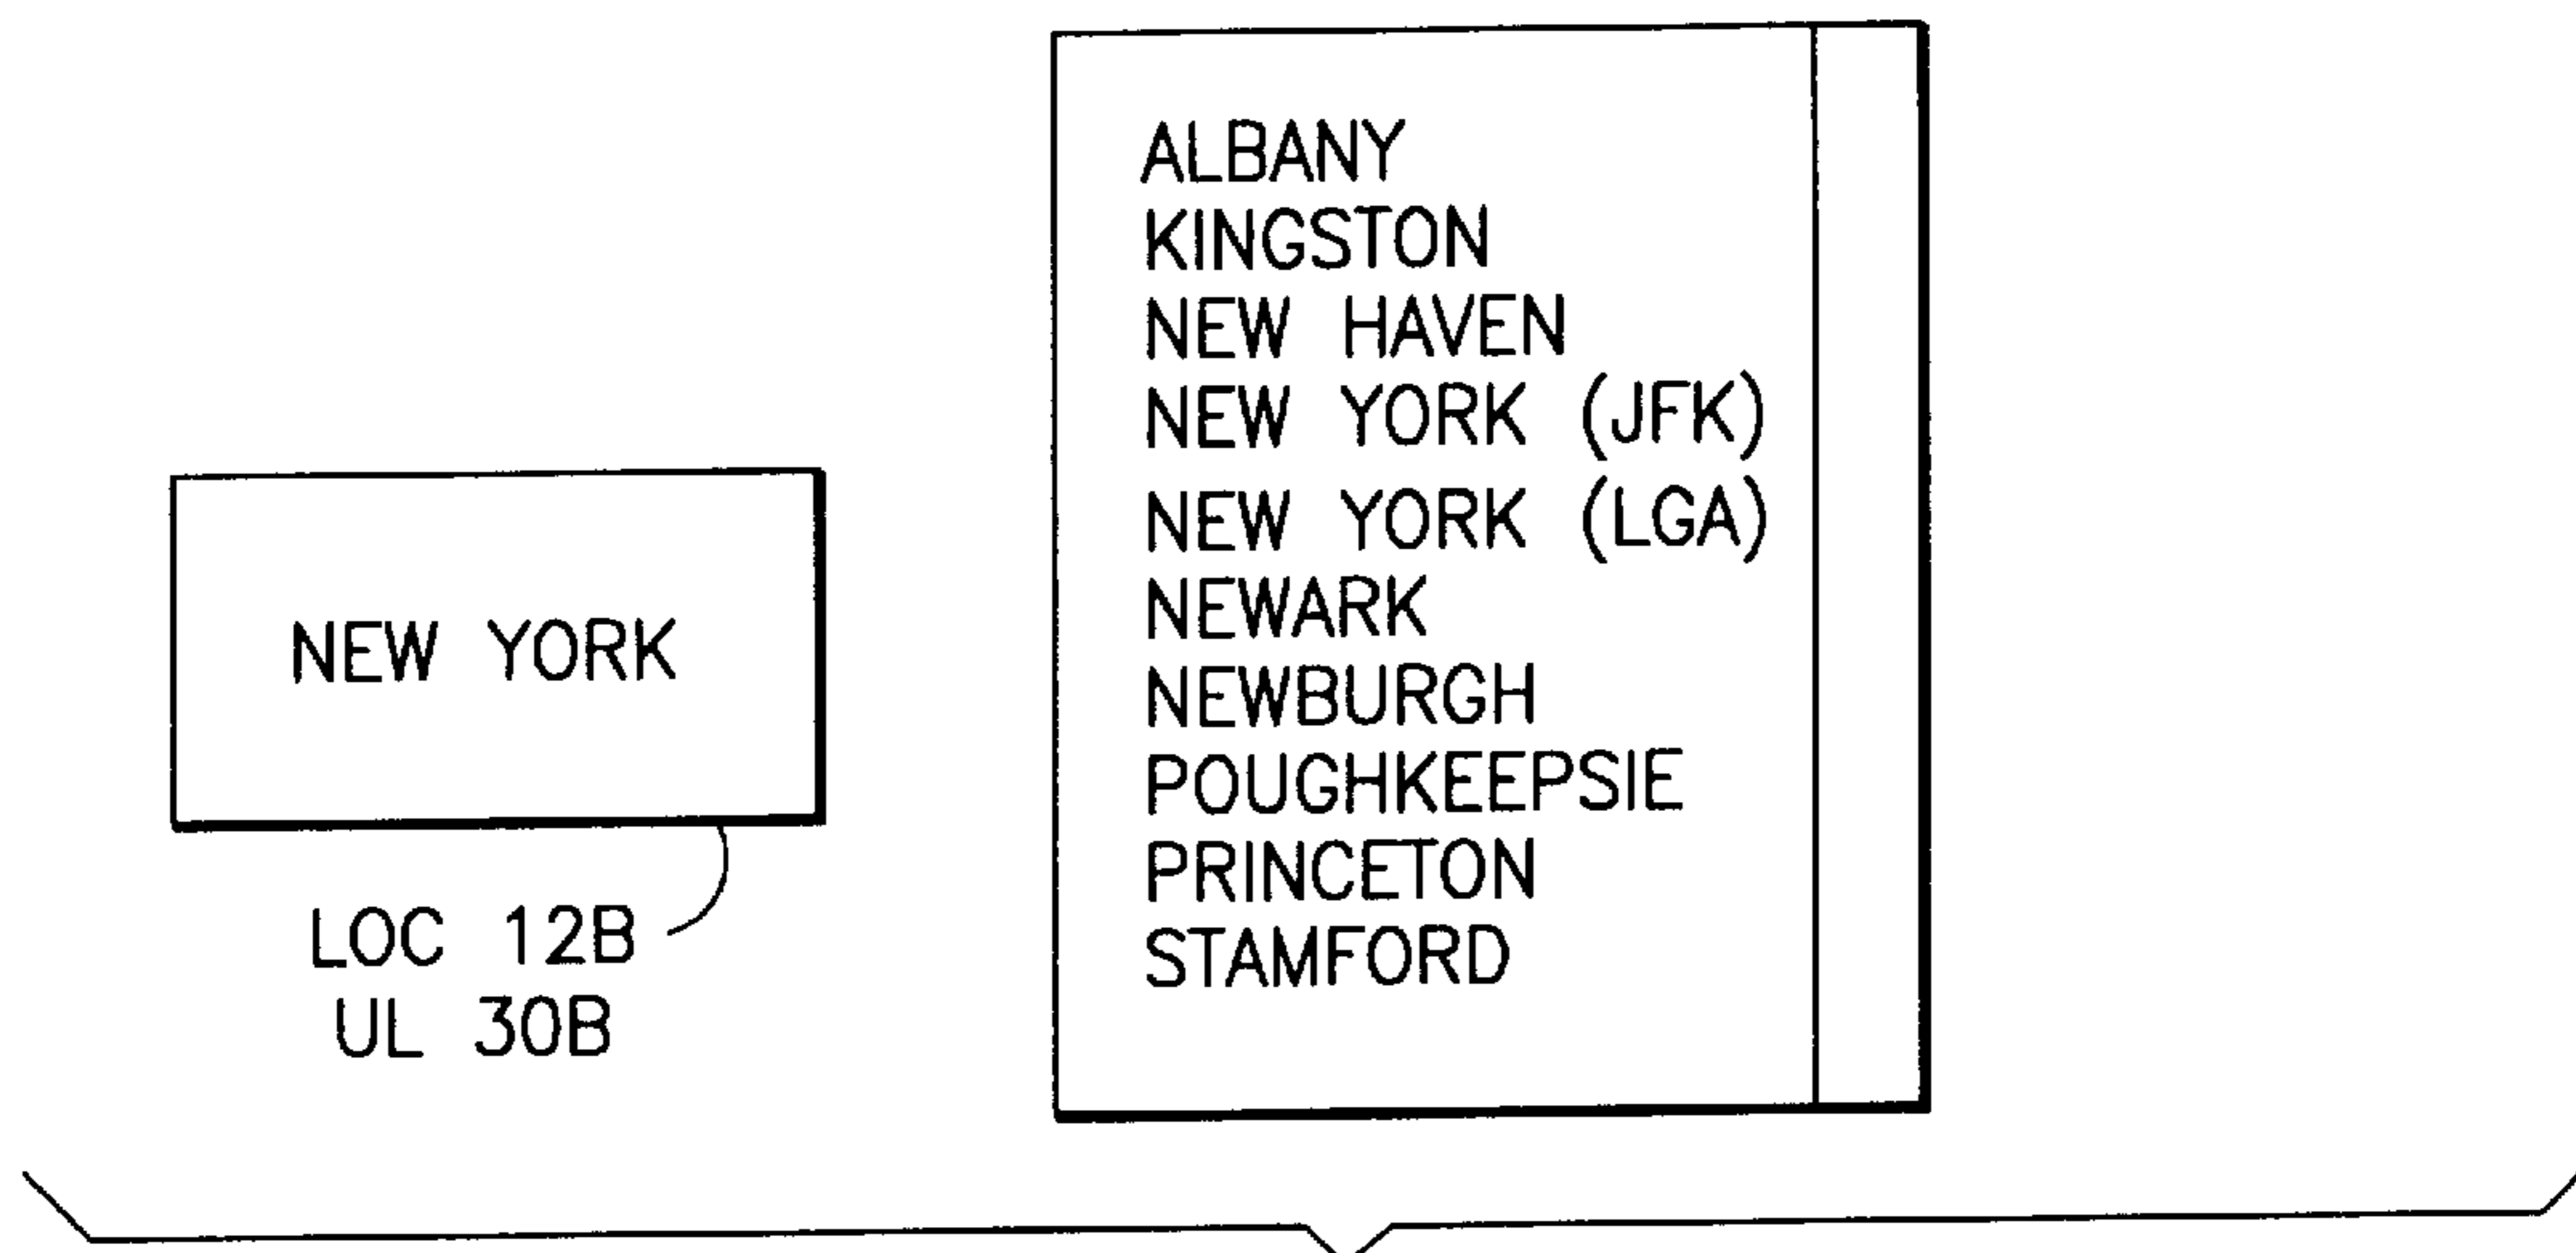 NEW YORK
LOC 12B
UL 30B
ALBANY
KINGSTON
NEW HAVEN
NEW YORK (JFK)
NEW YORK (LGA)
NEWARK
NEWBURGH
POUGHKEEPSIE
PRINCETON
STAMFORD